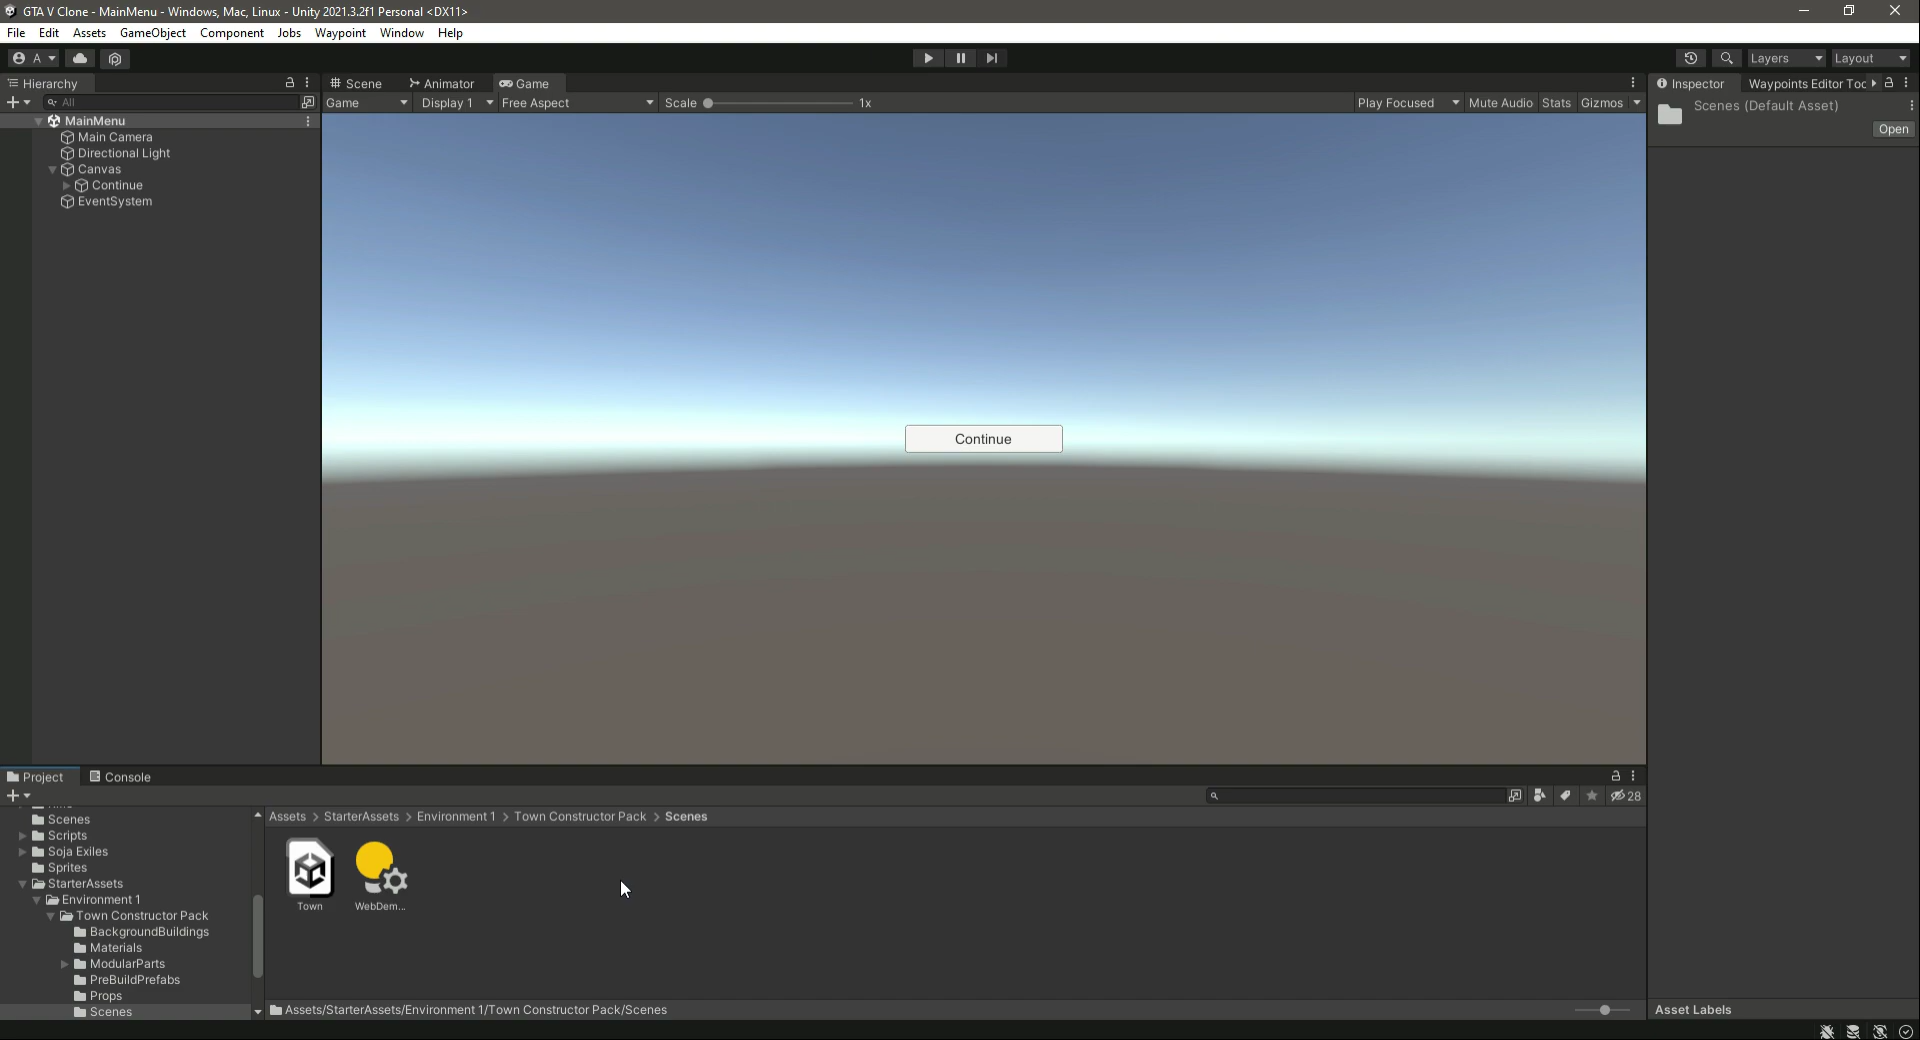 GTA V Clone - MainMenu - Windows, Mac, Linux - Unity 2021.3.2f1 Personal <DX11>
File Edit Assets GameObject Component Jobs Waypoint Window Help
A Layers Layout
Hierarchy Scene Animator Game Inspector Waypoints Editor Too
All Game Display 1 Free Aspect Scale 1x Play Focused Mute Audio Stats Gizmos Scenes (Default Asset)
Open
MainMenu
Main Camera
Directional Light
Canvas
Continue
EventSystem
Continue
Project Console
28
Scenes
Scripts
Soja Exiles
Sprites
StarterAssets
Environment 1
Town Constructor Pack
BackgroundBuildings
Materials
ModularParts
PreBuildPrefabs
Props
Scenes
Assets > StarterAssets > Environment 1 > Town Constructor Pack > Scenes
Town WebDem...
Assets/StarterAssets/Environment 1/Town Constructor Pack/Scenes
Asset Labels